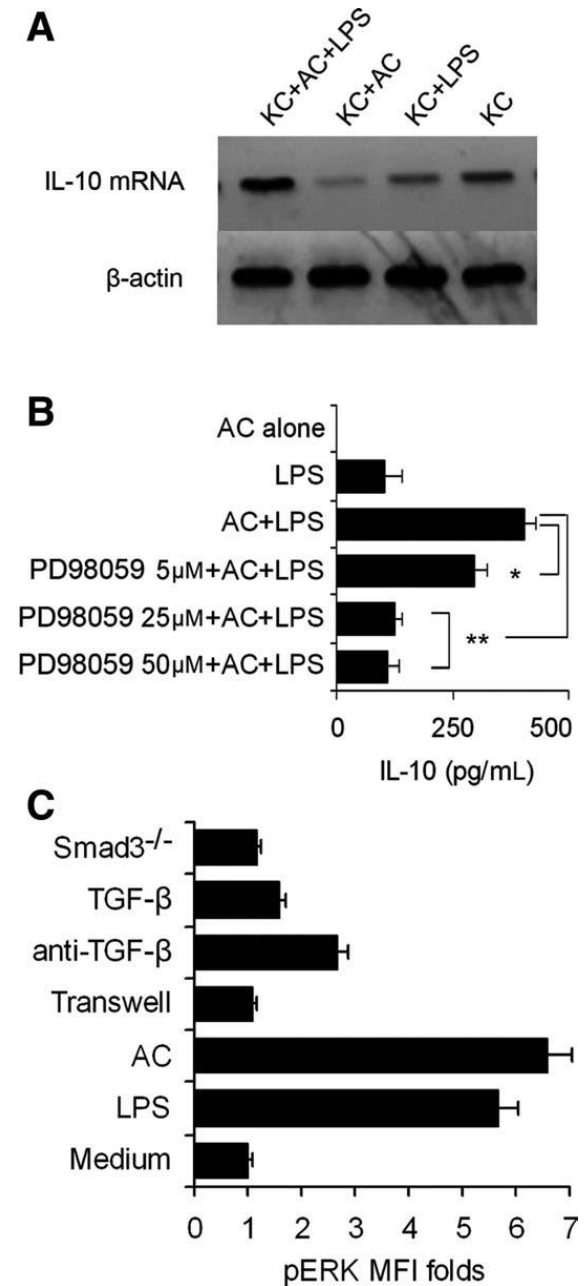 A
KC+AC+LPS
KC+AC
KC+LPS
KC
IL-10 mRNA
β-actin
B
AC alone
LPS
AC+LPS
PD98059 5µM+AC+LPS
PD98059 25µM+AC+LPS
PD98059 50µM+AC+LPS
*
**
0 250 500
IL-10 (pg/mL)
C
Smad3-/-
TGF-β
anti-TGF-β
Transwell
AC
LPS
Medium
0 1 2 3 4 5 6 7
pERK MFI folds